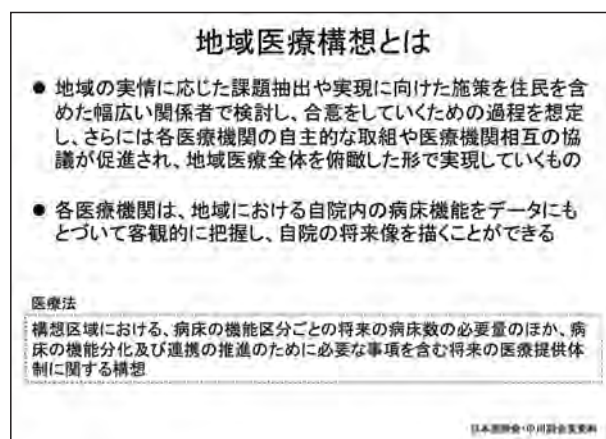 地域医療構想とは
● 地域の実情に応じた課題抽出や実現に向けた施策を住民を含
めた幅広い関係者で検討し、合意をしていくための過程を想定
し、さらには各医療機関の自主的な取組や医療機関相互の協
議が促進され、地域医療全体を俯瞰した形で実現していくもの
● 各医療機関は、地域における自院内の病床機能をデータにも
とづいて客観的に把握し、自院の将来像を描くことができる
医療法
構想区域における、病床の機能区分ごとの将来の病床数の必要量のほか、病
床の機能分化及び連携の推進のために必要な事項を含む将来の医療提供体
制に関する構想
日本医師会・中川副会長資料